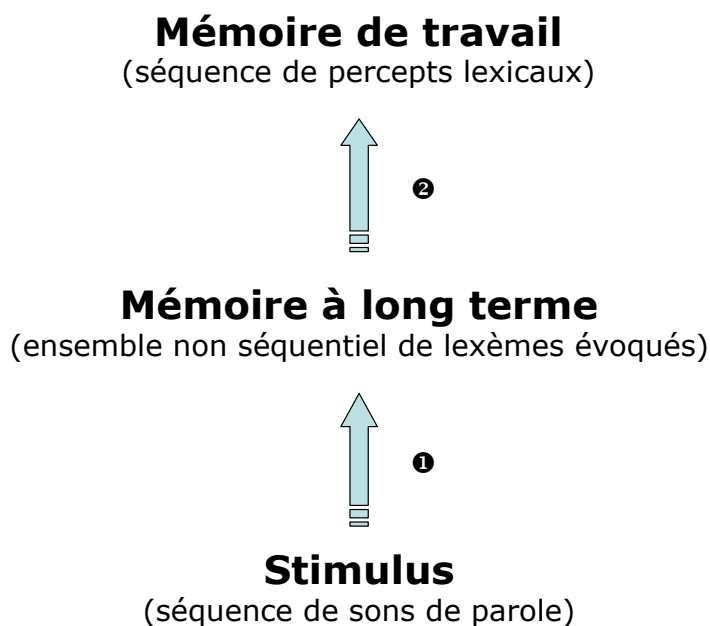 Mémoire de travail
(séquence de percepts lexicaux)
❷
Mémoire à long terme
(ensemble non séquentiel de lexèmes évoqués)
❶
Stimulus
(séquence de sons de parole)